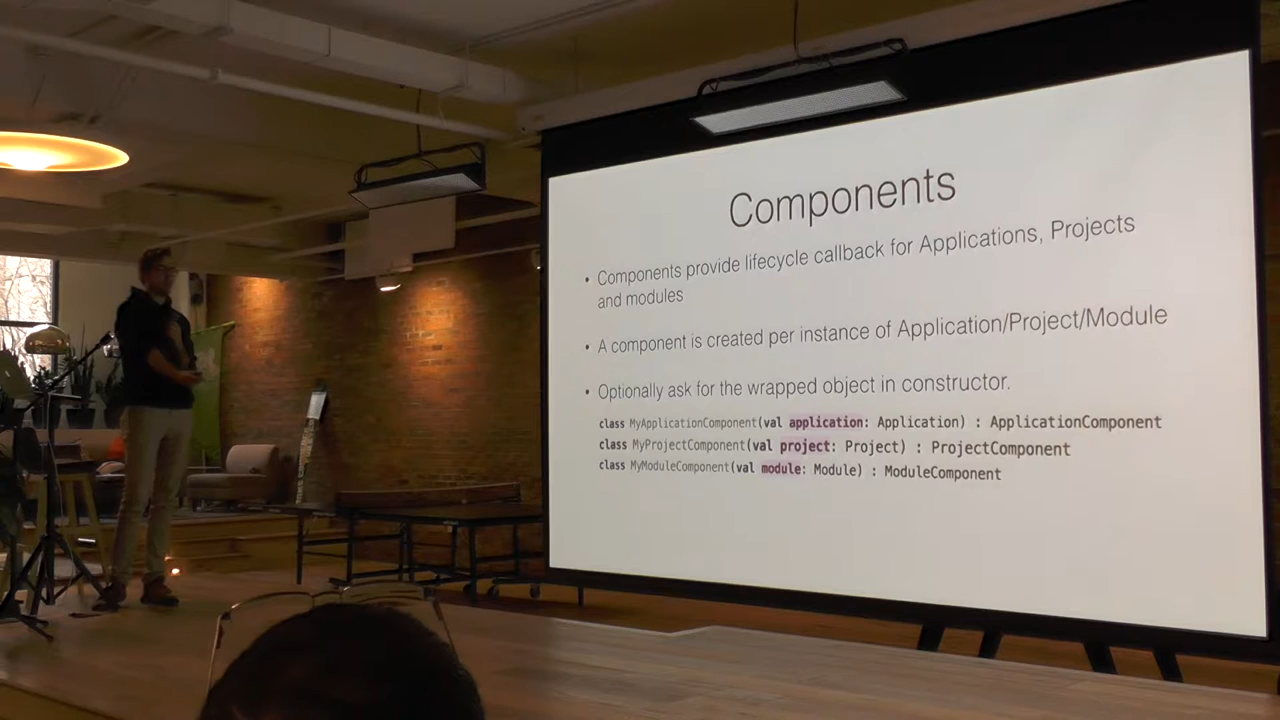 Components
• Components provide lifecycle callback for Applications, Projects
and modules
• A component is created per instance of Application/Project/Module
• Optionally ask for the wrapped object in constructor.
class MyApplicationComponent(val application: Application) : ApplicationComponent
class MyProjectComponent(val project: Project) : ProjectComponent
class MyModuleComponent(val module: Module) : ModuleComponent